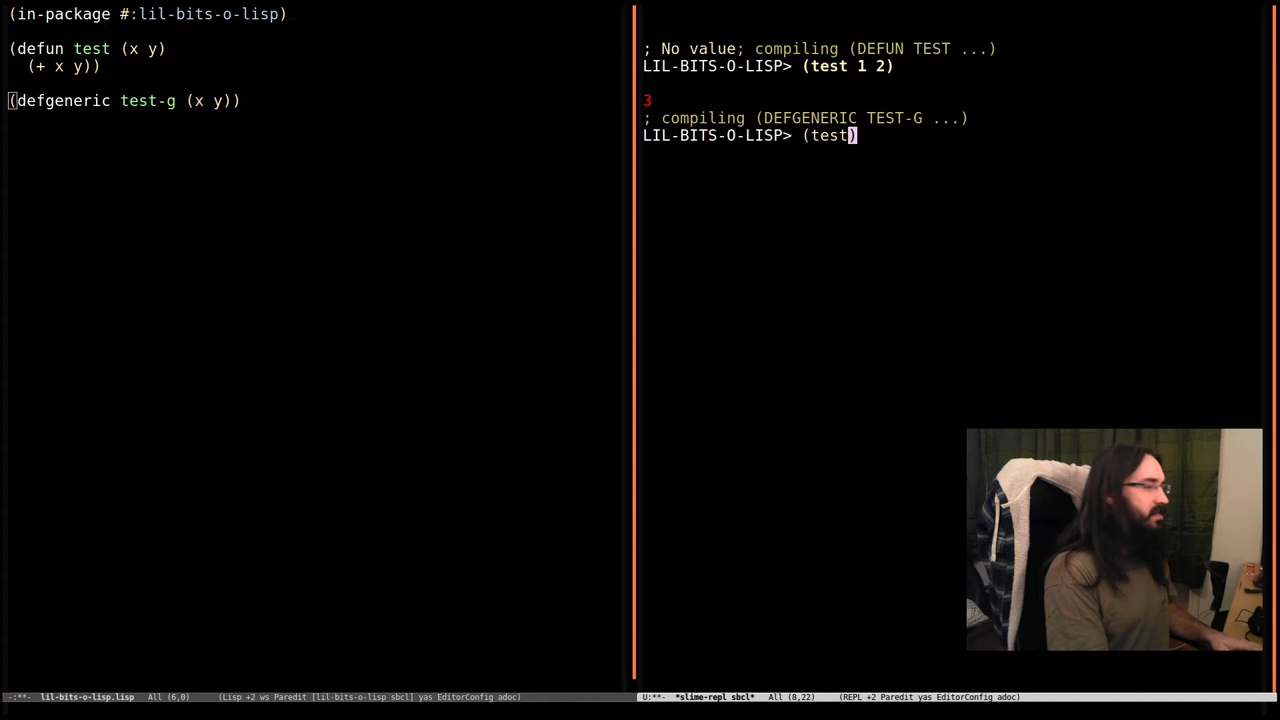 (in-package #:lil-bits-o-lisp)
(defun test (x y)
(+ x y))
(defgeneric test-g (x y))
; No value; compiling (DEFUN TEST ...)
LIL-BITS-O-LISP> (test 1 2)
3
; compiling (DEFGENERIC TEST-G ...)
LIL-BITS-O-LISP> (test)
-:**- lil-bits-o-lisp.lisp All (6,0) (Lisp +2 ws Paredit [lil-bits-o-lisp sbcl] yas EditorConfig adoc)
U:**- *slime-repl sbcl* All (8,22) (REPL +2 Paredit yas EditorConfig adoc)